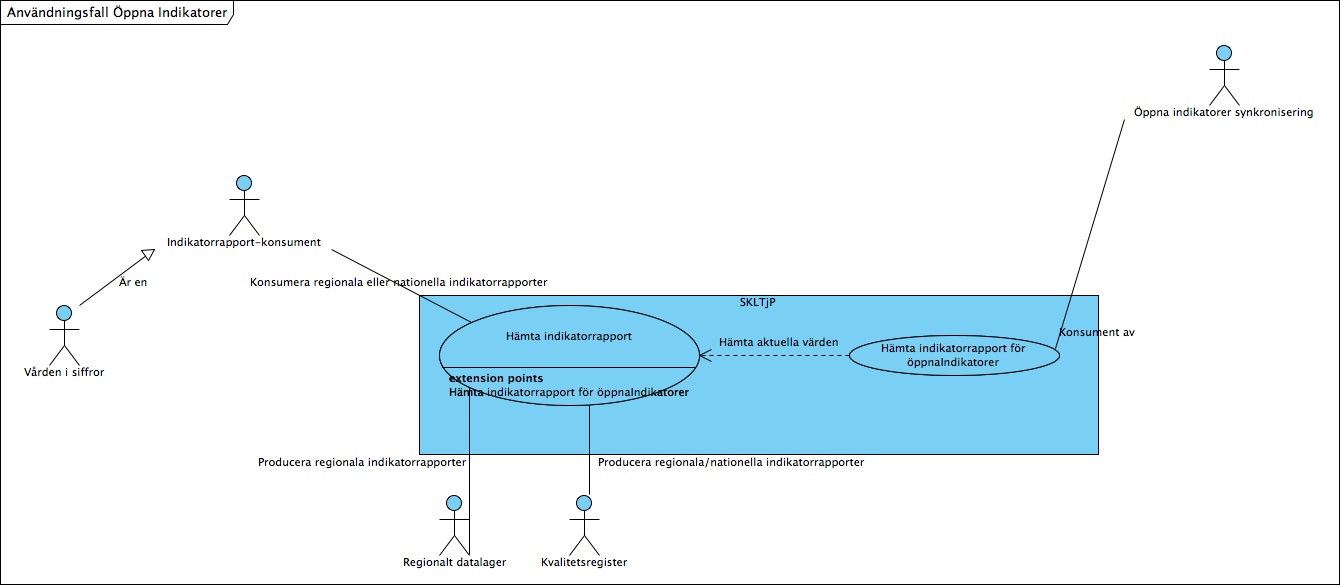 Användningsfall Öppna Indikatorer
Öppna indikatorer synkronisering
Indikatorrapport-konsument
Är en
Konsumera regionala eller nationella indikatorrapporter
SKLTjP
Konsument av
Hämta indikatorrapport
Hämta aktuella värden
Hämta indikatorrapport för
öppnaIndikatorer
Vården i siffror
extension points
Hämta indikatorrapport för öppnaIndikatorer
Producera regionala indikatorrapporter
Producera regionala/nationella indikatorrapporter
Regionalt datalager
Kvalitetsregister